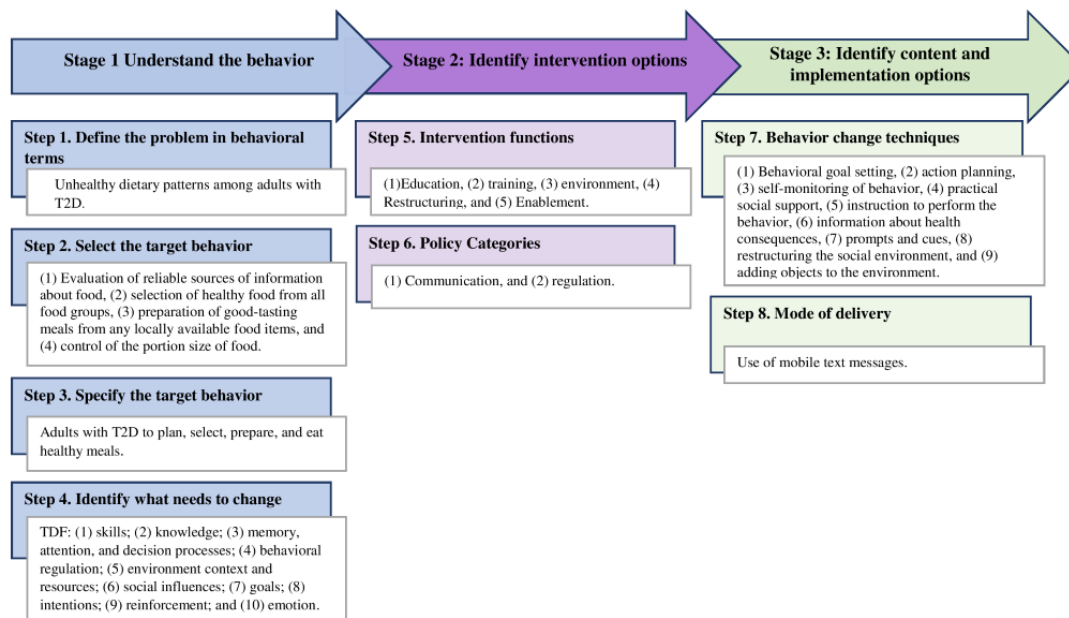 Stage 1 Understand the behavior
Stage 2: Identify intervention options
Stage 3: Identify content and
implementation options
Step 1. Define the problem in behavioral
terms
Unhealthy dietary patterns among adults with
T2D.
Step 2. Select the target behavior
(1) Evaluation of reliable sources of information
about food, (2) selection of healthy food from all
food groups, (3) preparation of good-tasting
meals from any locally available food items, and
(4) control of the portion size of food.
Step 3. Specify the target behavior
Adults with T2D to plan, select, prepare, and eat
healthy meals.
Step 4. Identify what needs to change
TDF: (1) skills; (2) knowledge; (3) memory,
attention, and decision processes; (4) behavioral
regulation; (5) environment context and
resources; (6) social influences; (7) goals; (8)
intentions; (9) reinforcement; and (10) emotion.
Step 5. Intervention functions
(1)Education, (2) training, (3) environment, (4)
Restructuring, and (5) Enablement.
Step 6. Policy Categories
(1) Communication, and (2) regulation.
Step 7. Behavior change techniques
(1) Behavioral goal setting, (2) action planning,
(3) self-monitoring of behavior, (4) practical
social support, (5) instruction to perform the
behavior, (6) information about health
consequences, (7) prompts and cues, (8)
restructuring the social environment, and (9)
adding objects to the environment.
Step 8. Mode of delivery
Use of mobile text messages.